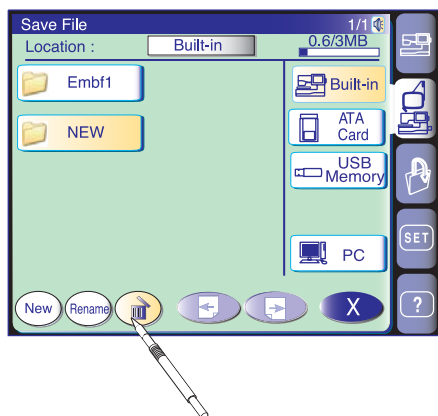 Save File
1/1
Location :
Built-in
0.6/3MB
Embf1
NEW
Built-in
ATA
Card
USB
Memory
PC
New
Rename
X
SET
?